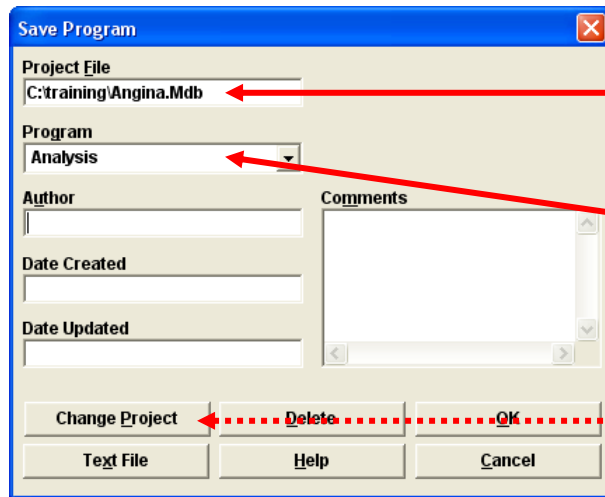 Save Program
Project File
C:\training\Angina.Mdb
Program
Analysis
Author
Comments
Date Created
Date Updated
Change Project
Delete
OK
Text File
Help
Cancel